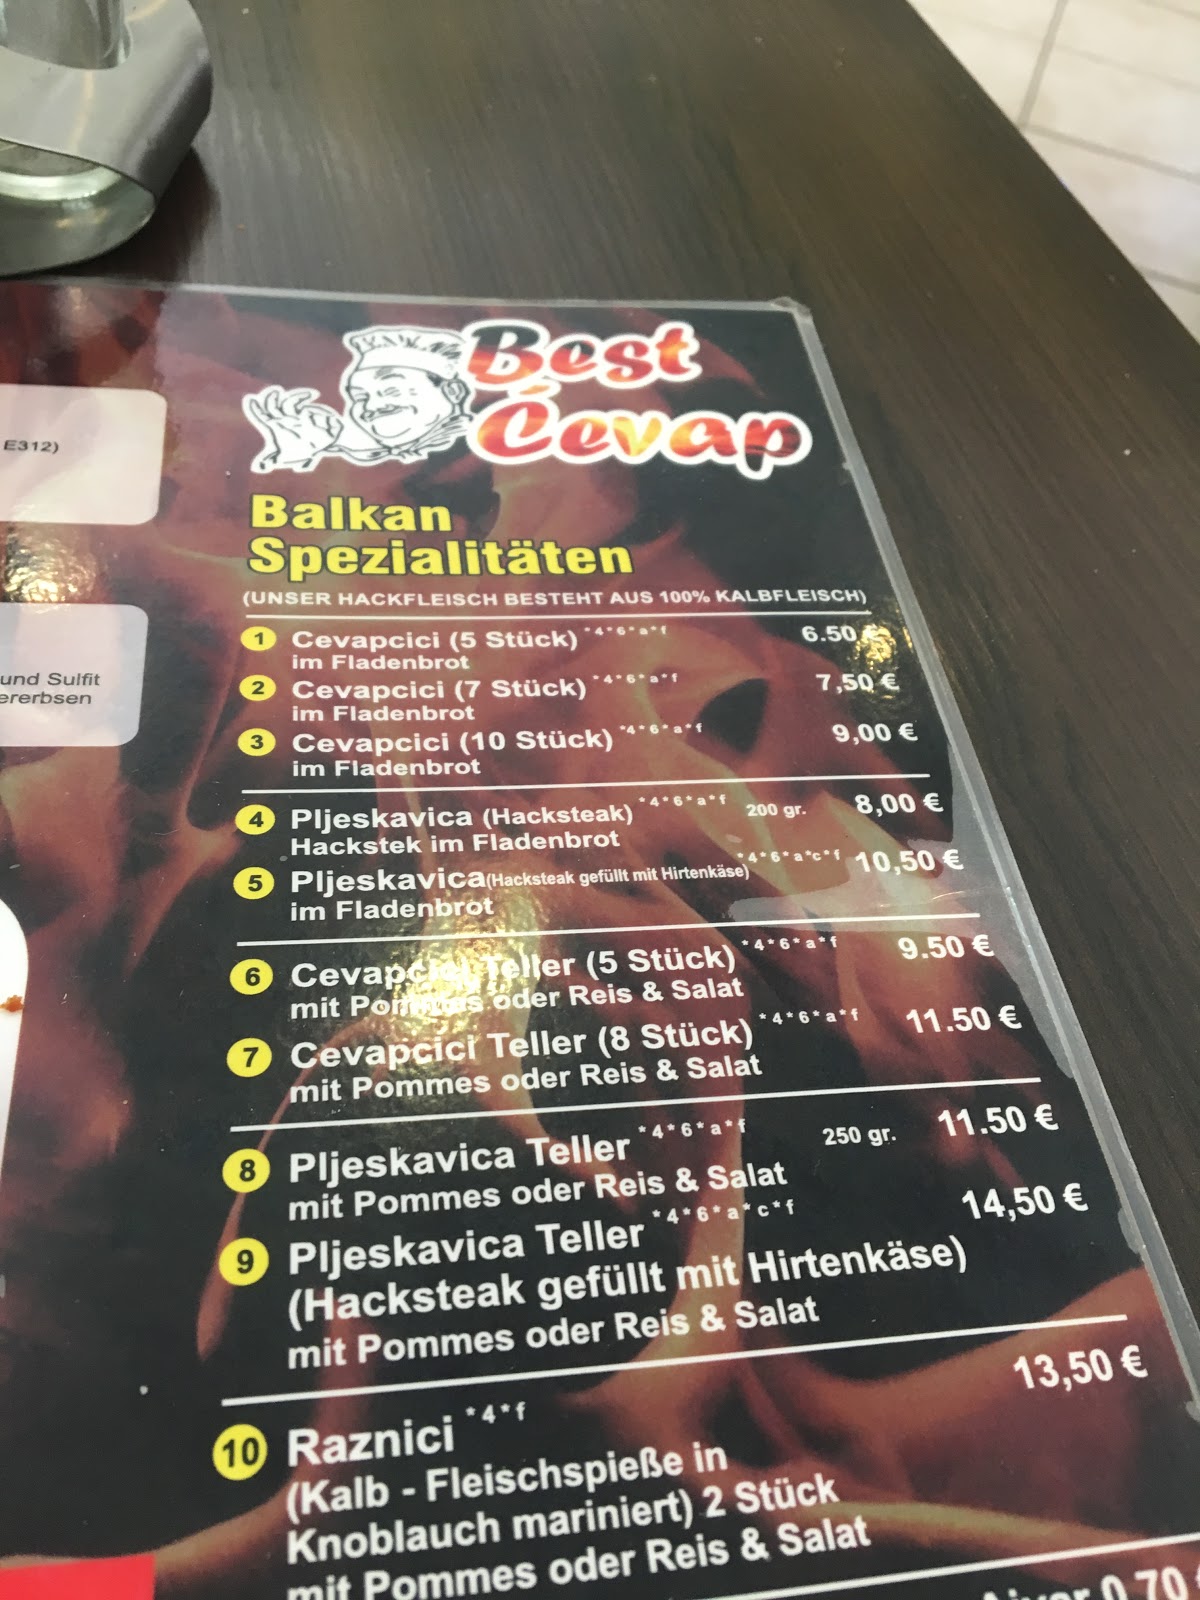 E312)
und Sulfit
ererbsen
Best
Ćevap
Balkan
Spezialitäten
(UNSER HACKFLEISCH BESTEHT AUS 100% KALBFLEISCH)
1 Cevapcici (5 Stück) *4*6*a*f 6.50 €
im Fladenbrot
2 Cevapcici (7 Stück) *4*6*a*f 7,50 €
im Fladenbrot
3 Cevapcici (10 Stück) *4*6*a*f 9,00 €
im Fladenbrot
4 Pljeskavica (Hacksteak) *4*6*a*f 200 gr. 8,00 €
Hackstek im Fladenbrot
5 Pljeskavica(Hacksteak gefüllt mit Hirtenkäse) *4*6*a*c*f 10,50 €
im Fladenbrot
6 Cevapcici Teller (5 Stück) *4*6*a*f 9.50 €
mit Pommes oder Reis & Salat
7 Cevapcici Teller (8 Stück) *4*6*a*f 11.50 €
mit Pommes oder Reis & Salat
8 Pljeskavica Teller *4*6*a*f 250 gr. 11.50 €
mit Pommes oder Reis & Salat
9 Pljeskavica Teller *4*6*a*c*f 14,50 €
(Hacksteak gefüllt mit Hirtenkäse)
mit Pommes oder Reis & Salat
10 Raznici *4*f 13,50 €
(Kalb - Fleischspieße in
Knoblauch mariniert) 2 Stück
mit Pommes oder Reis & Salat
Ajvar 0,70 €